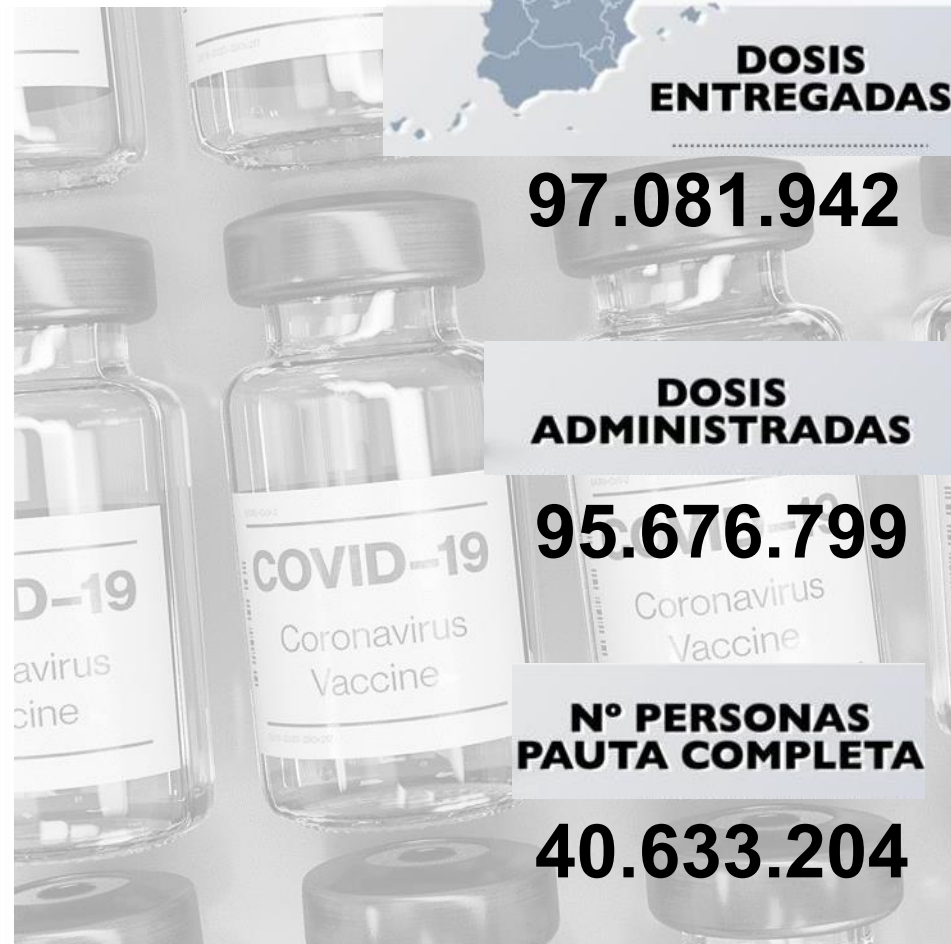 DOSIS
ENTREGADAS
97.081.942
DOSIS
ADMINISTRADAS
95.676.799
COVID-19
Coronavirus
Vaccine
D-19
avirus
cine
Coronavirus
Vaccine
Nº PERSONAS
PAUTA COMPLETA
40.633.204